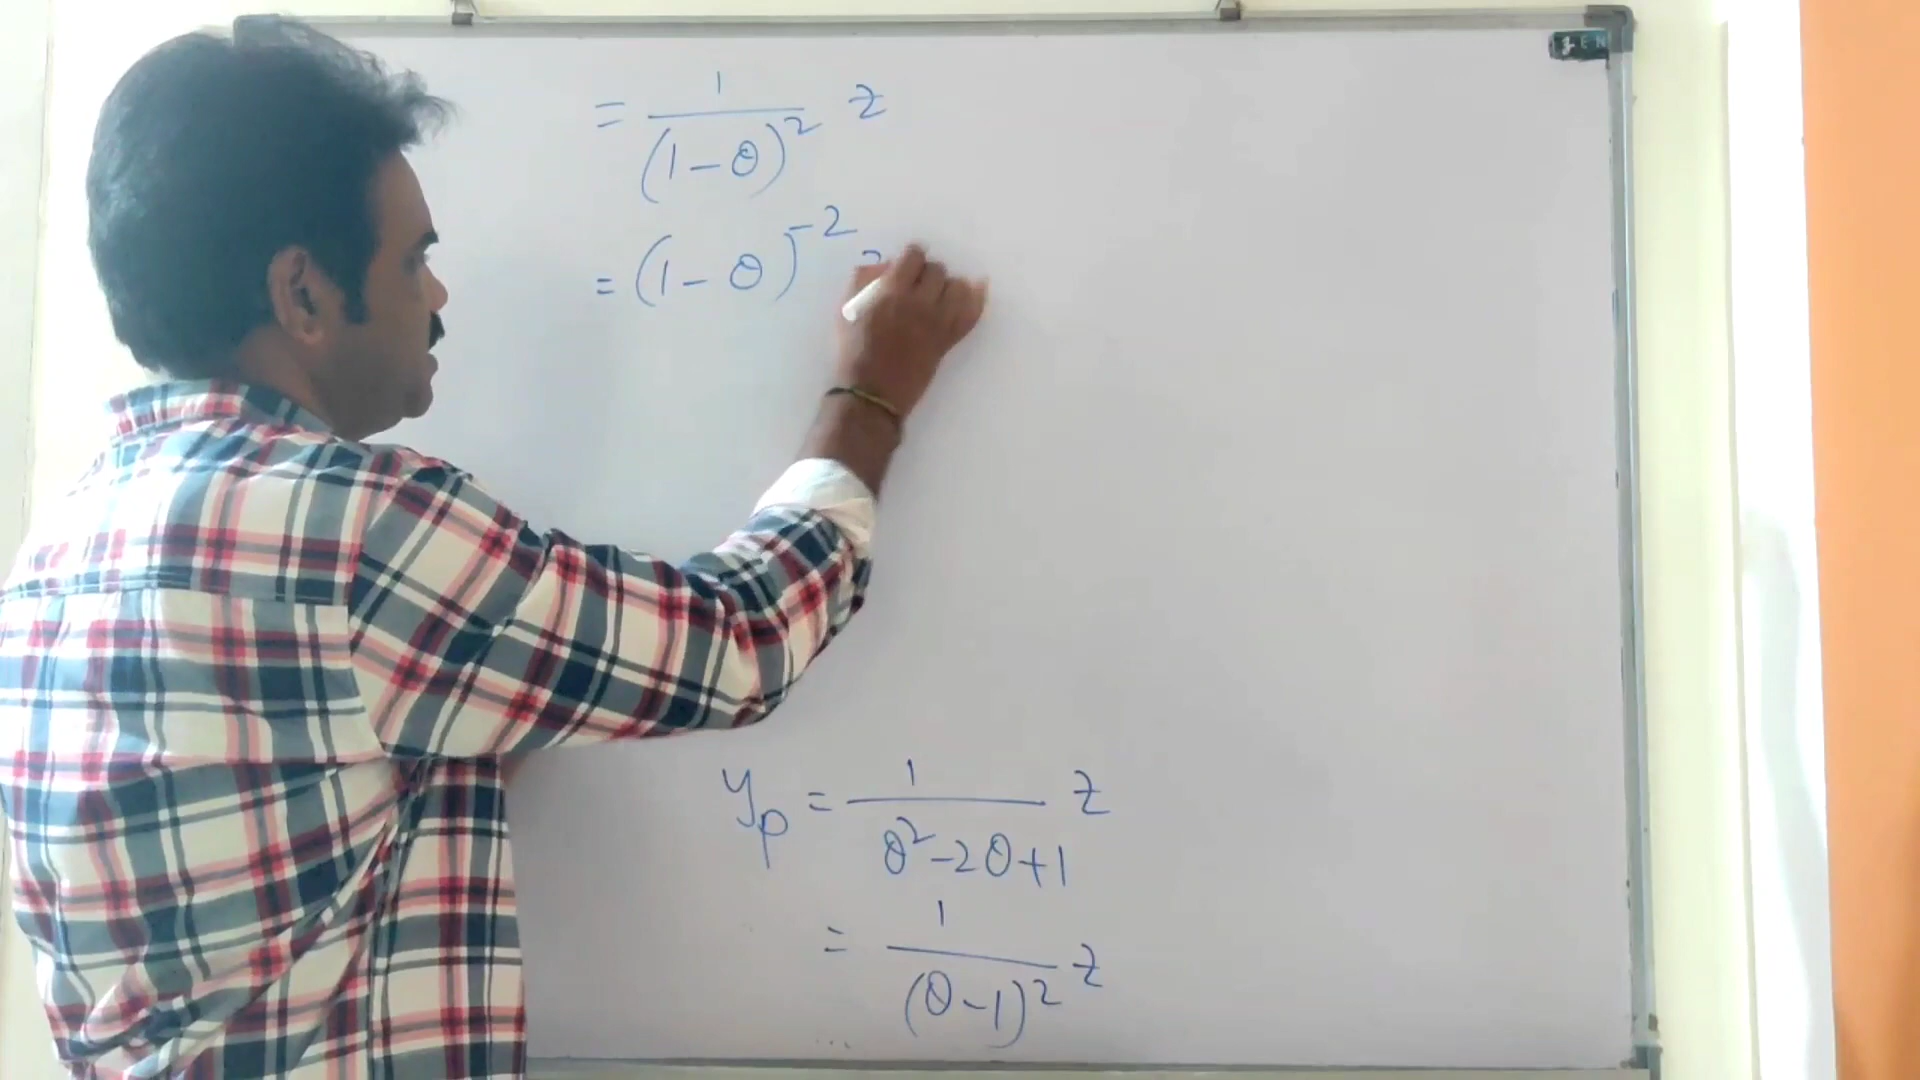 = 1/(1-θ)² z
= (1-θ)⁻² z
y_p = 1/(θ²-2θ+1) z
= 1/(θ-1)² z